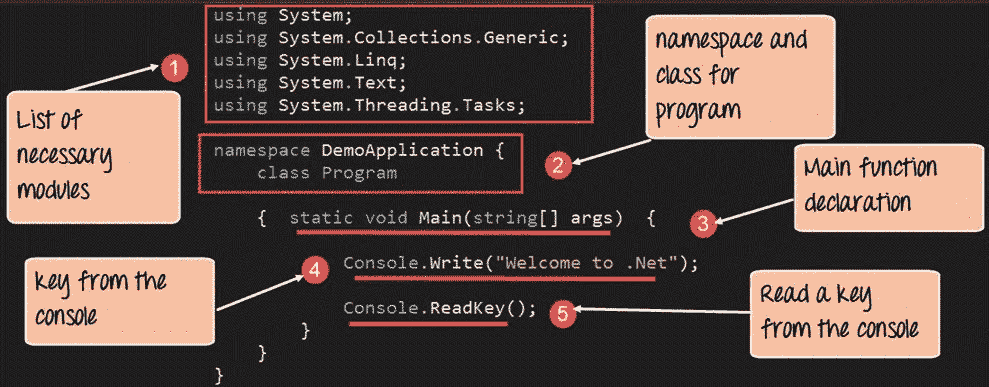 using System;
using System.Collections.Generic;
using System.Linq;
using System.Text;
using System.Threading.Tasks;
1
List of
necessary
modules
namespace and
class for
program
namespace DemoApplication {
class Program
2
Main function
declaration
{ static void Main(string[] args) {
3
key from the
console
4
Console.Write("Welcome to .Net");
Console.ReadKey();
5
Read a key
from the console
}
}
}